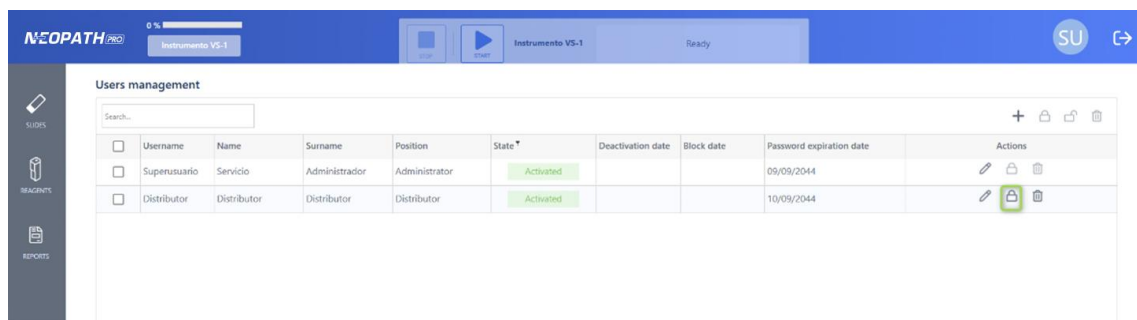 NEOPATH PRO
0 %
Instrumento VS-1
STOP
START
Instrumento VS-1
Ready
SU
SLIDES
REAGENTS
REPORTS
Users management
Search...
Username Name Surname Position State Deactivation date Block date Password expiration date Actions
Superusuario Servicio Administrador Administrator Activated 09/09/2044
Distributor Distributor Distributor Distributor Activated 10/09/2044